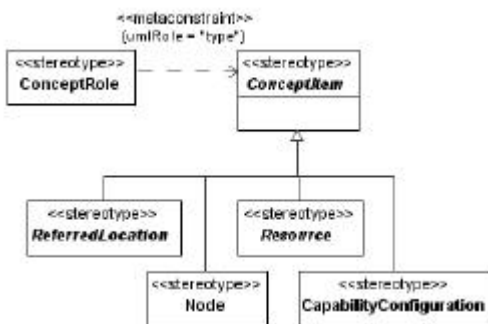 <<metaconstraint>>
(umlRole = "type")
<<stereotype>>
ConceptRole
<<stereotype>>
ConceptItem
<<stereotype>>
ReferredLocation
<<stereotype>>
Resource
<<stereotype>>
Node
<<stereotype>>
CapabilityConfiguration